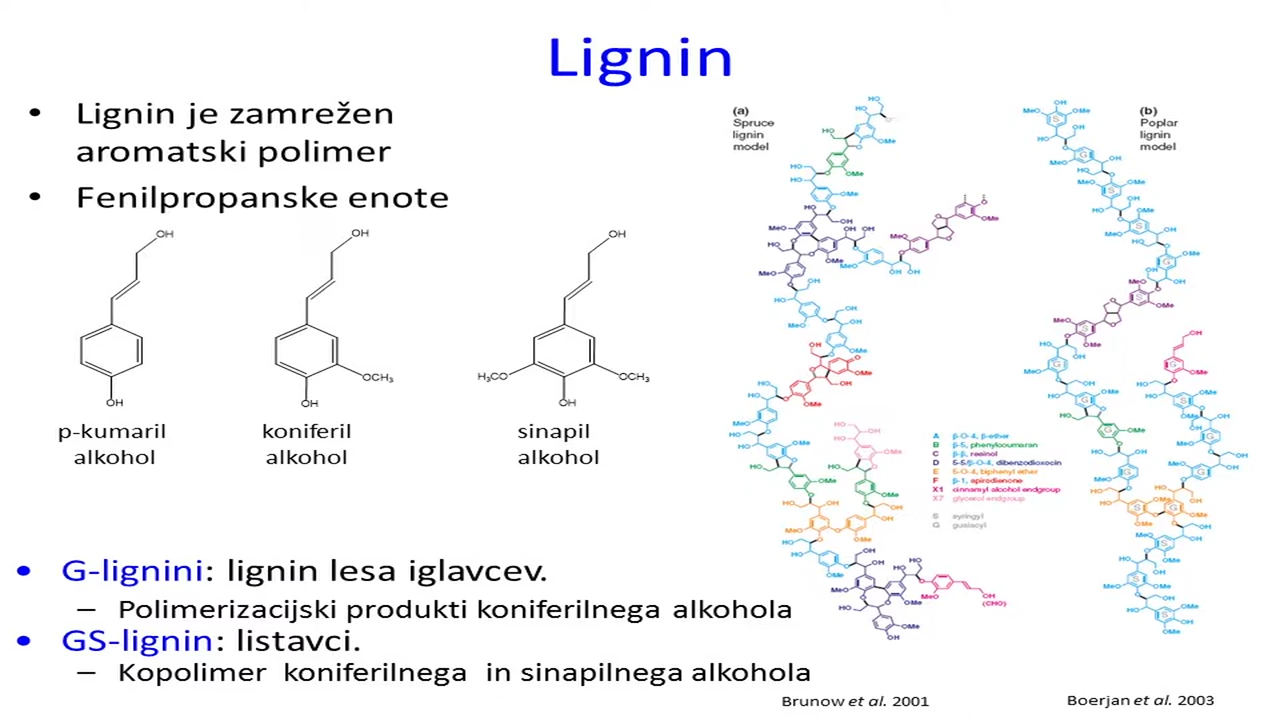 Lignin
• Lignin je zamrežen
aromatski polimer
• Fenilpropanske enote
OH
OH
OH
OCH₃
H₃CO
OCH₃
OH
OH
OH
p-kumaril
alkohol
koniferil
alkohol
sinapil
alkohol
• G-lignini: lignin lesa iglavcev.
– Polimerizacijski produkti koniferilnega alkohola
• GS-lignin: listavci.
– Kopolimer koniferilnega in sinapilnega alkohola
(a)
Spruce
lignin
model
(b)
Poplar
lignin
model
A β-O-4, β-ether
B β-5, phenylcoumaran
C β-β, resinol
D 5-5/β-O-4, dibenzodioxocin
E 5-O-4, biphenyl ether
F β-1, spirodienone
X1 cinnamyl alcohol endgroup
X7 glycerol endgroup
S syringyl
G guaiacyl
(CHO)
Brunow et al. 2001
Boerjan et al. 2003